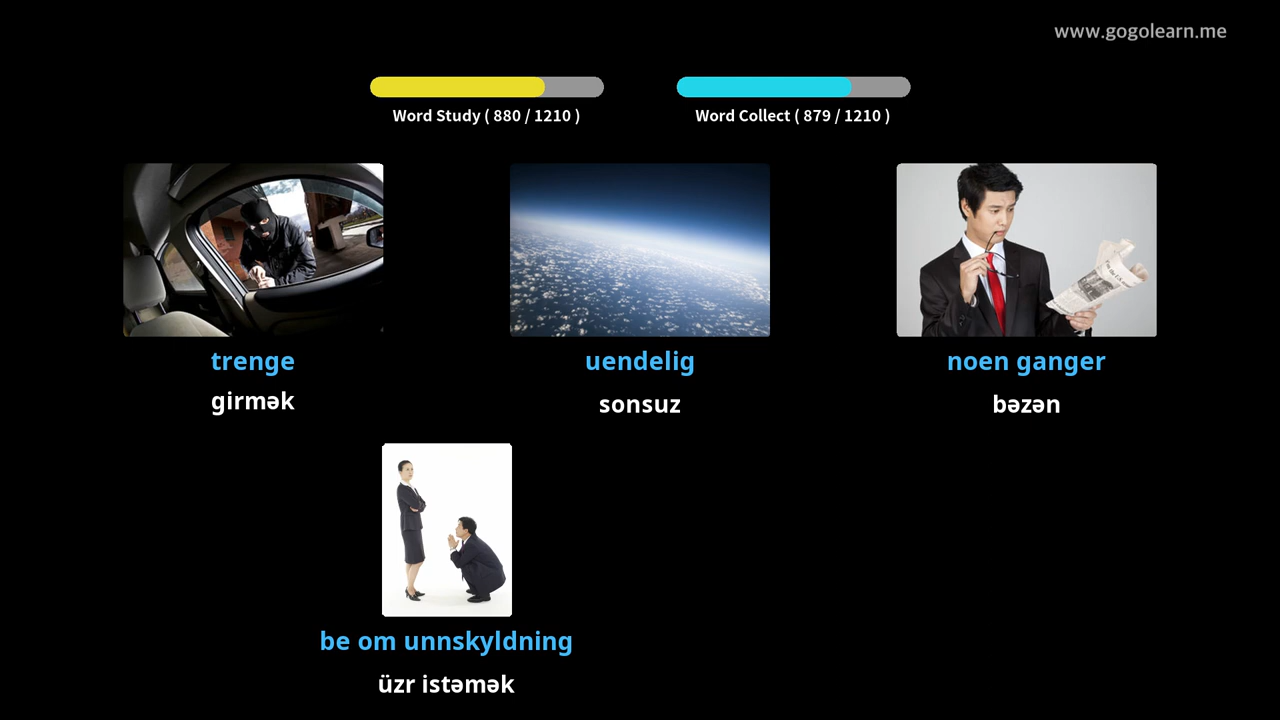 www.gogolearn.me
Word Study ( 880 / 1210 )
Word Collect ( 879 / 1210 )
trenge
uendelig
noen ganger
girmək
sonsuz
bəzən
be om unnskyldning
üzr istəmək